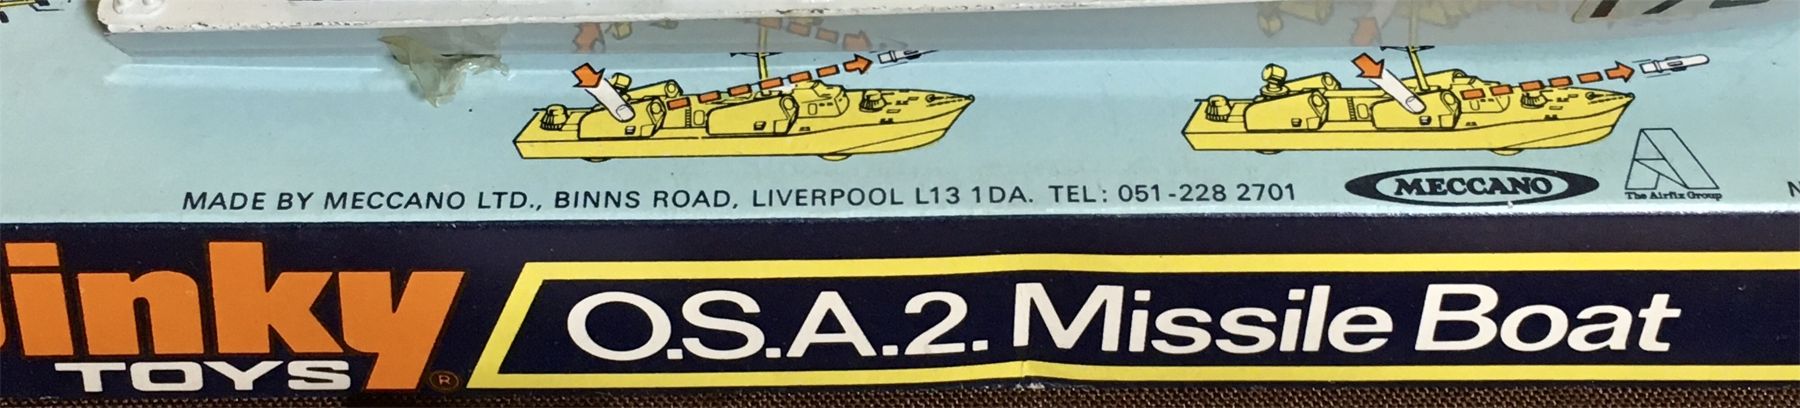 MADE BY MECCANO LTD., BINNS ROAD, LIVERPOOL L13 1DA. TEL: 051-228 2701
MECCANO
The Airfix Group
inky
TOYS ®
O.S.A.2. Missile Boat